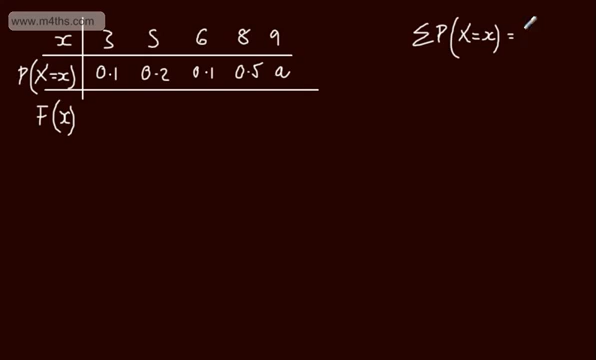 www.m4ths.com
x 3 5 6 8 9 ΣP(X=x) =
P(X=x) 0.1 0.2 0.1 0.5 a
F(x)